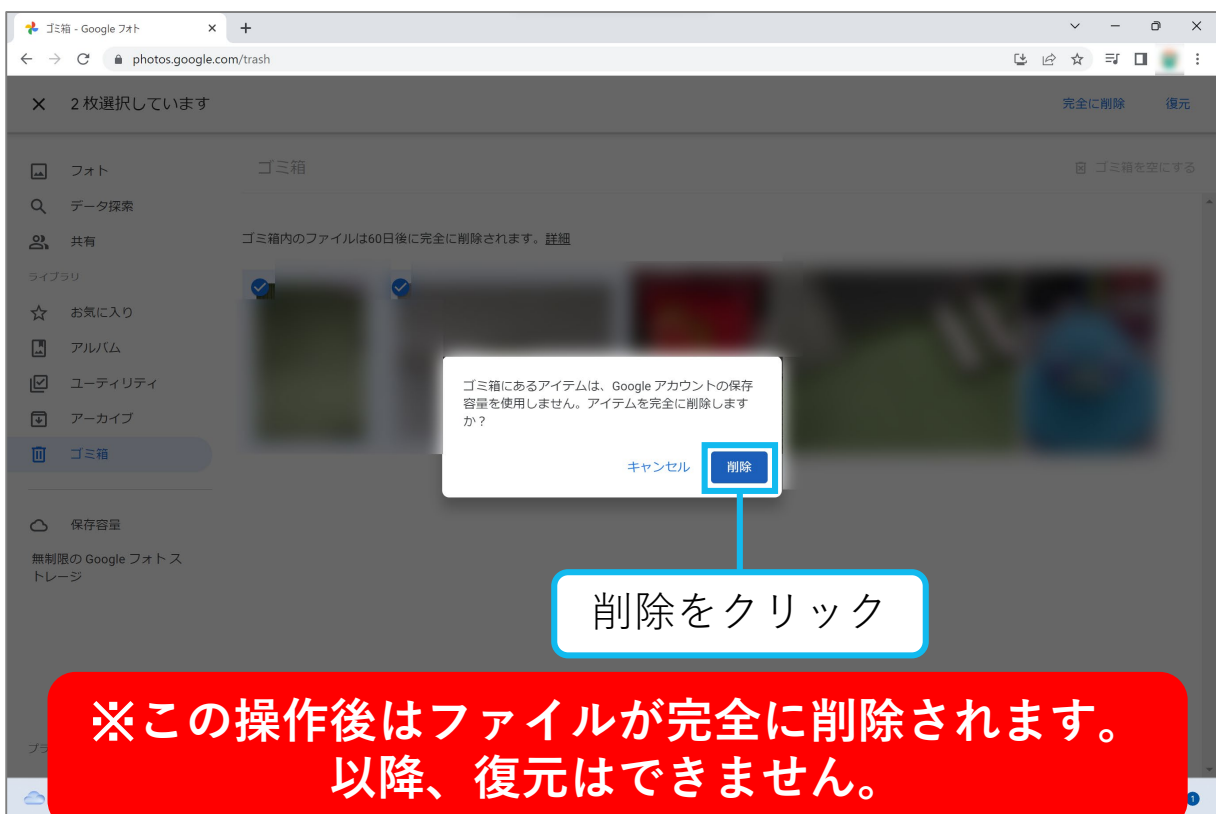 ゴミ箱 - Google フォト
photos.google.com/trash
2 枚選択しています
完全に削除
復元
フォト
ゴミ箱
ゴミ箱を空にする
データ探索
共有
ゴミ箱内のファイルは60日後に完全に削除されます。詳細
ライブラリ
お気に入り
アルバム
ユーティリティ
アーカイブ
ゴミ箱
ゴミ箱にあるアイテムは、Google アカウントの保存
容量を使用しません。アイテムを完全に削除します
か？
キャンセル
削除
保存容量
無制限の Google フォト ス
トレージ
削除をクリック
※この操作後はファイルが完全に削除されます。
以降、復元はできません。
プラ
1